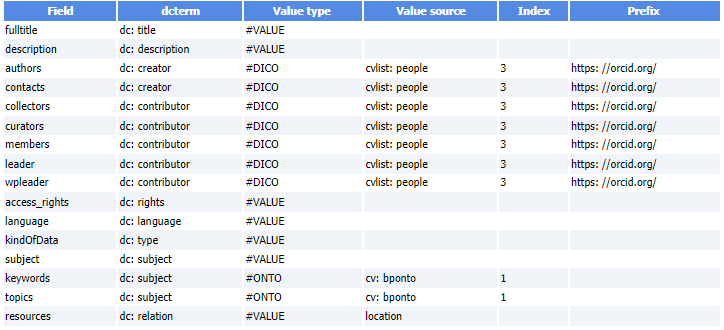 Field dcterm Value type Value source Index Prefix
fulltitle dc: title #VALUE
description dc: description #VALUE
authors dc: creator #DICO cvlist: people 3 https: //orcid.org/
contacts dc: creator #DICO cvlist: people 3 https: //orcid.org/
collectors dc: contributor #DICO cvlist: people 3 https: //orcid.org/
curators dc: contributor #DICO cvlist: people 3 https: //orcid.org/
members dc: contributor #DICO cvlist: people 3 https: //orcid.org/
leader dc: contributor #DICO cvlist: people 3 https: //orcid.org/
wpleader dc: contributor #DICO cvlist: people 3 https: //orcid.org/
access_rights dc: rights #VALUE
language dc: language #VALUE
kindOfData dc: type #VALUE
subject dc: subject #VALUE
keywords dc: subject #ONTO cv: bponto 1
topics dc: subject #ONTO cv: bponto 1
resources dc: relation #VALUE location